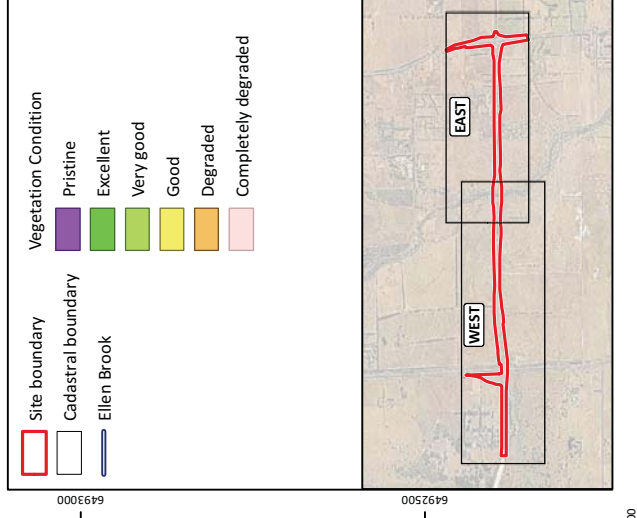 Site boundary
Cadastral boundary
Ellen Brook
Vegetation Condition
Pristine
Excellent
Very good
Good
Degraded
Completely degraded
WEST
EAST
6493000
6492500